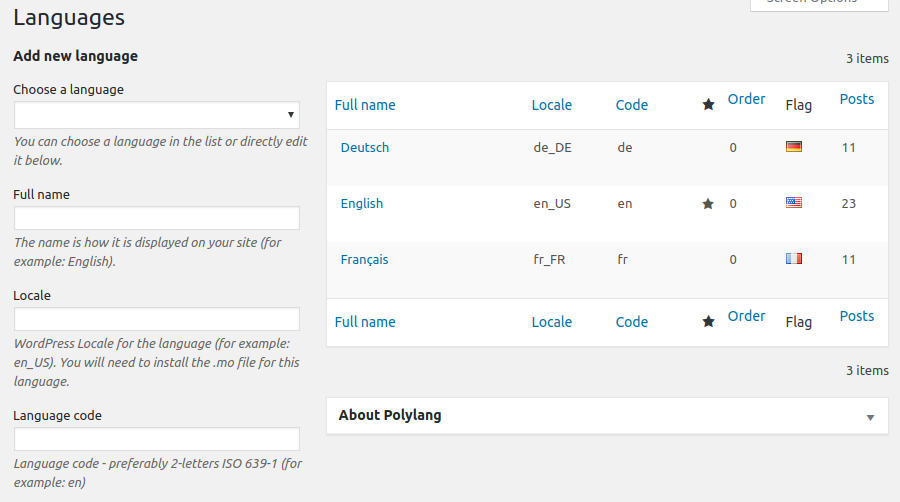 Screen Options
Languages
Add new language
3 items
Choose a language
You can choose a language in the list or directly edit
it below.
Full name
The name is how it is displayed on your site (for
example: English).
Locale
WordPress Locale for the language (for example:
en_US). You will need to install the .mo file for this
language.
Language code
Language code - preferably 2-letters ISO 639-1 (for
example: en)
Full name Locale Code Order Flag Posts
Deutsch de_DE de 0 11
English en_US en 0 23
Français fr_FR fr 0 11
Full name Locale Code Order Flag Posts
3 items
About Polylang